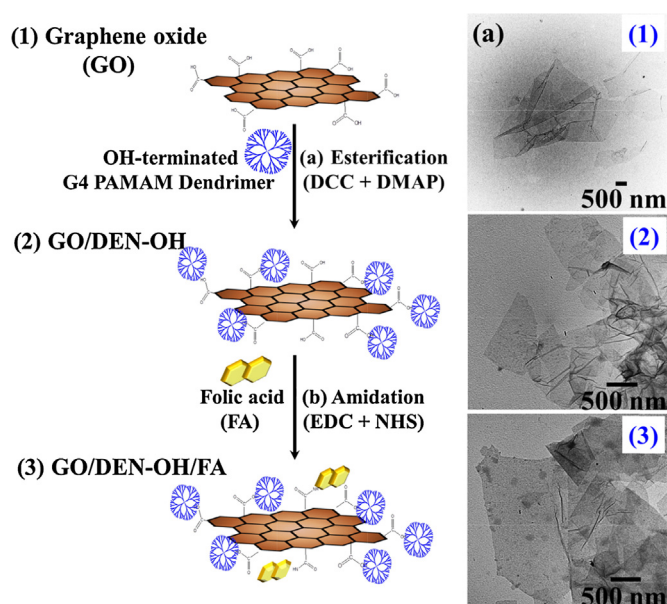 (1) Graphene oxide
(GO)
OH-terminated
G4 PAMAM Dendrimer
(a) Esterification
(DCC + DMAP)
(2) GO/DEN-OH
Folic acid
(FA)
(b) Amidation
(EDC + NHS)
(3) GO/DEN-OH/FA
(a)
(1)
500 nm
(2)
500 nm
(3)
500 nm